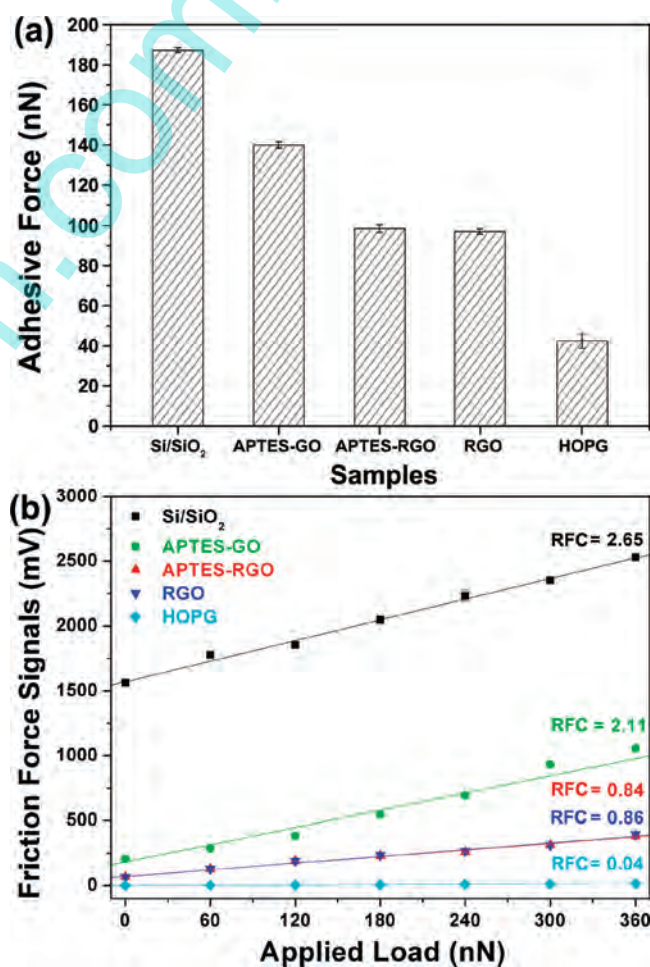 (a)
200
180
160
140
120
100
80
60
40
20
0
Adhesive Force (nN)
Si/SiO₂ APTES-GO APTES-RGO RGO HOPG
Samples
(b)
3000
2500
2000
1500
1000
500
0
Friction Force Signals (mV)
Si/SiO₂
APTES-GO
APTES-RGO
RGO
HOPG
RFC = 2.65
RFC = 2.11
RFC = 0.84
RFC = 0.86
RFC = 0.04
0 60 120 180 240 300 360
Applied Load (nN)